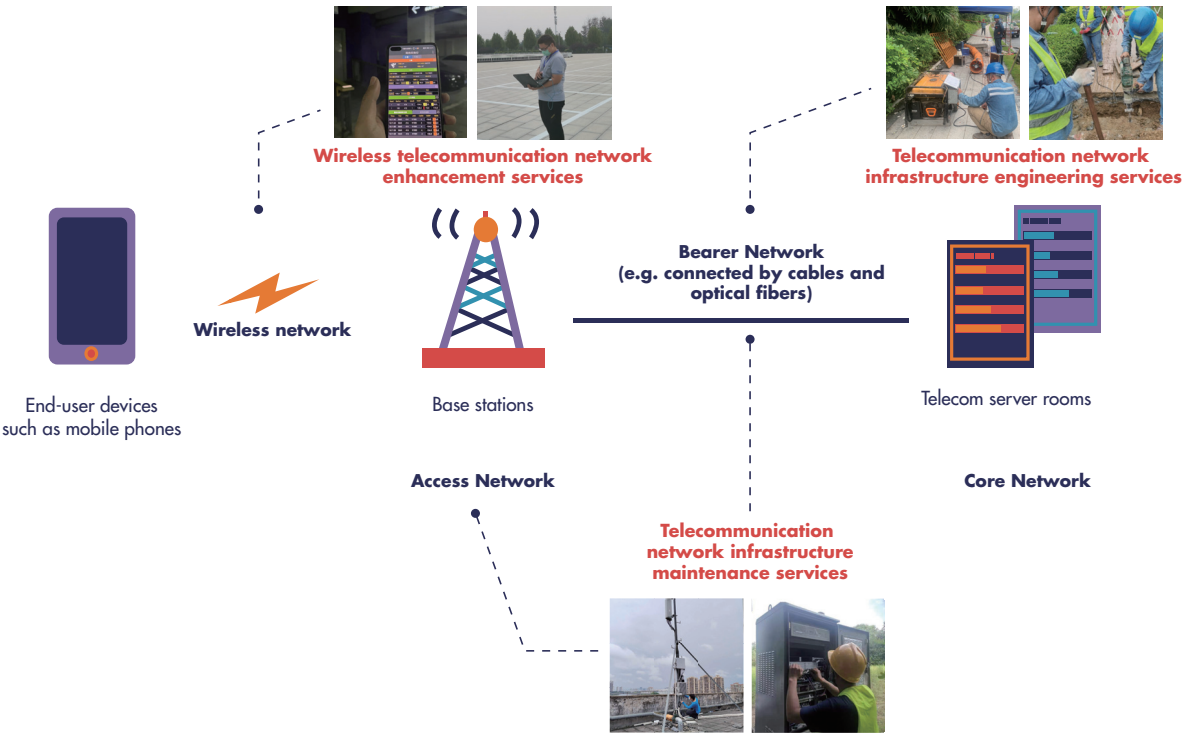 Wireless telecommunication network
enhancement services
Telecommunication network
infrastructure engineering services
Bearer Network
(e.g. connected by cables and
optical fibers)
Wireless network
End-user devices
such as mobile phones
Base stations
Telecom server rooms
Access Network
Core Network
Telecommunication
network infrastructure
maintenance services